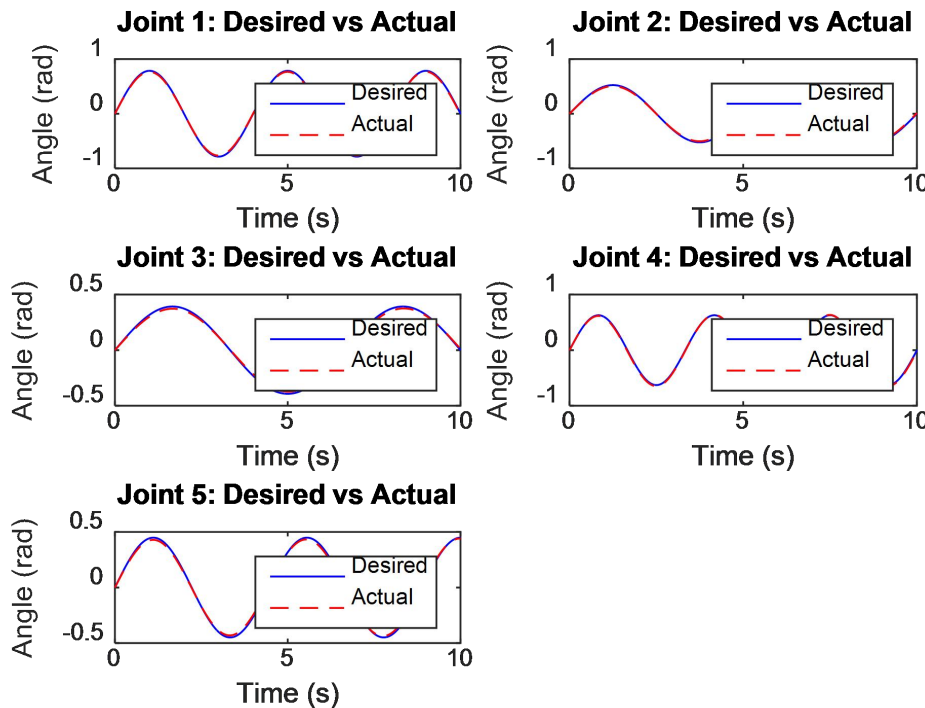 Joint 1: Desired vs Actual
Angle (rad)
1
0
-1
Desired
Actual
0
5
10
Time (s)
Joint 2: Desired vs Actual
Angle (rad)
1
0
-1
Desired
Actual
0
5
10
Time (s)
Joint 3: Desired vs Actual
Angle (rad)
0.5
0
-0.5
Desired
Actual
0
5
10
Time (s)
Joint 4: Desired vs Actual
Angle (rad)
1
0
-1
Desired
Actual
0
5
10
Time (s)
Joint 5: Desired vs Actual
Angle (rad)
0.5
0
-0.5
Desired
Actual
0
5
10
Time (s)